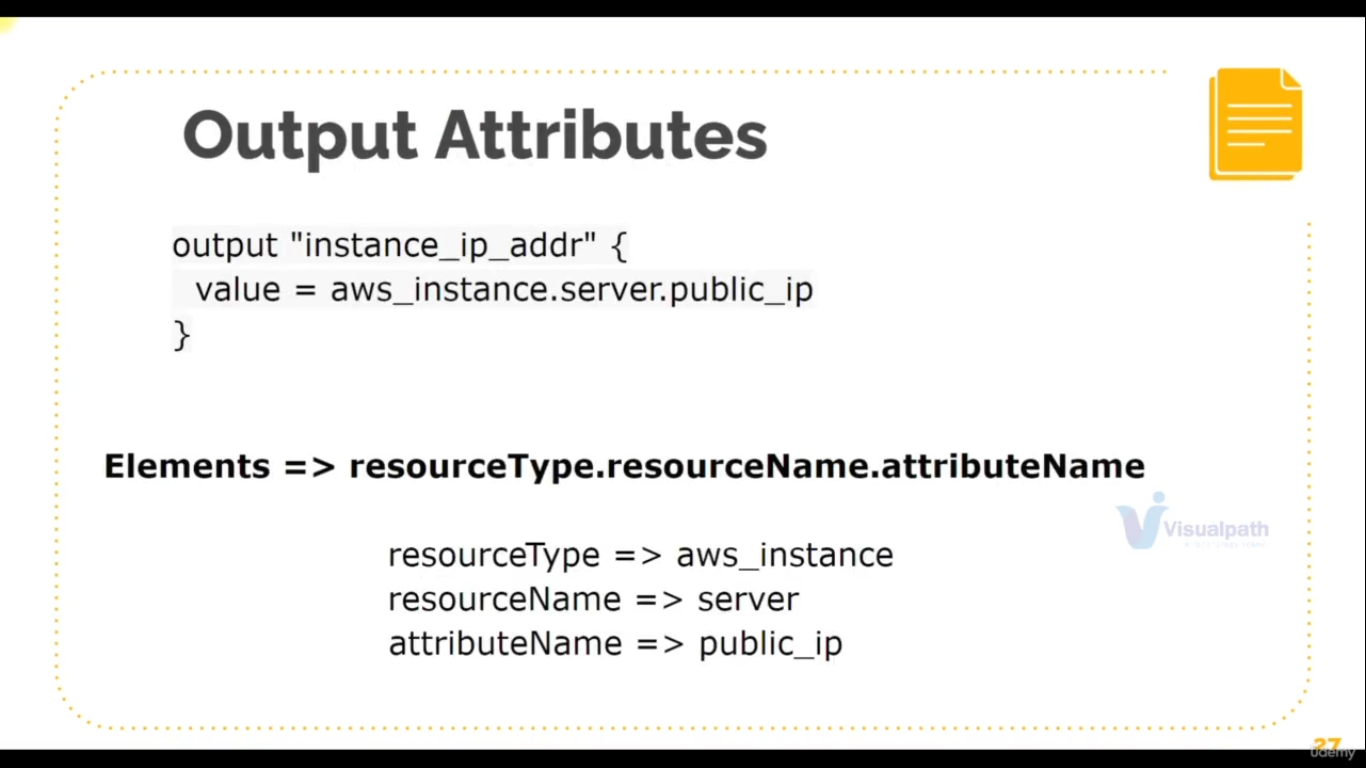 Output Attributes
output "instance_ip_addr" {
value = aws_instance.server.public_ip
}
Elements => resourceType.resourceName.attributeName
Visualpath
resourceType => aws_instance
resourceName => server
attributeName => public_ip
27
udemy